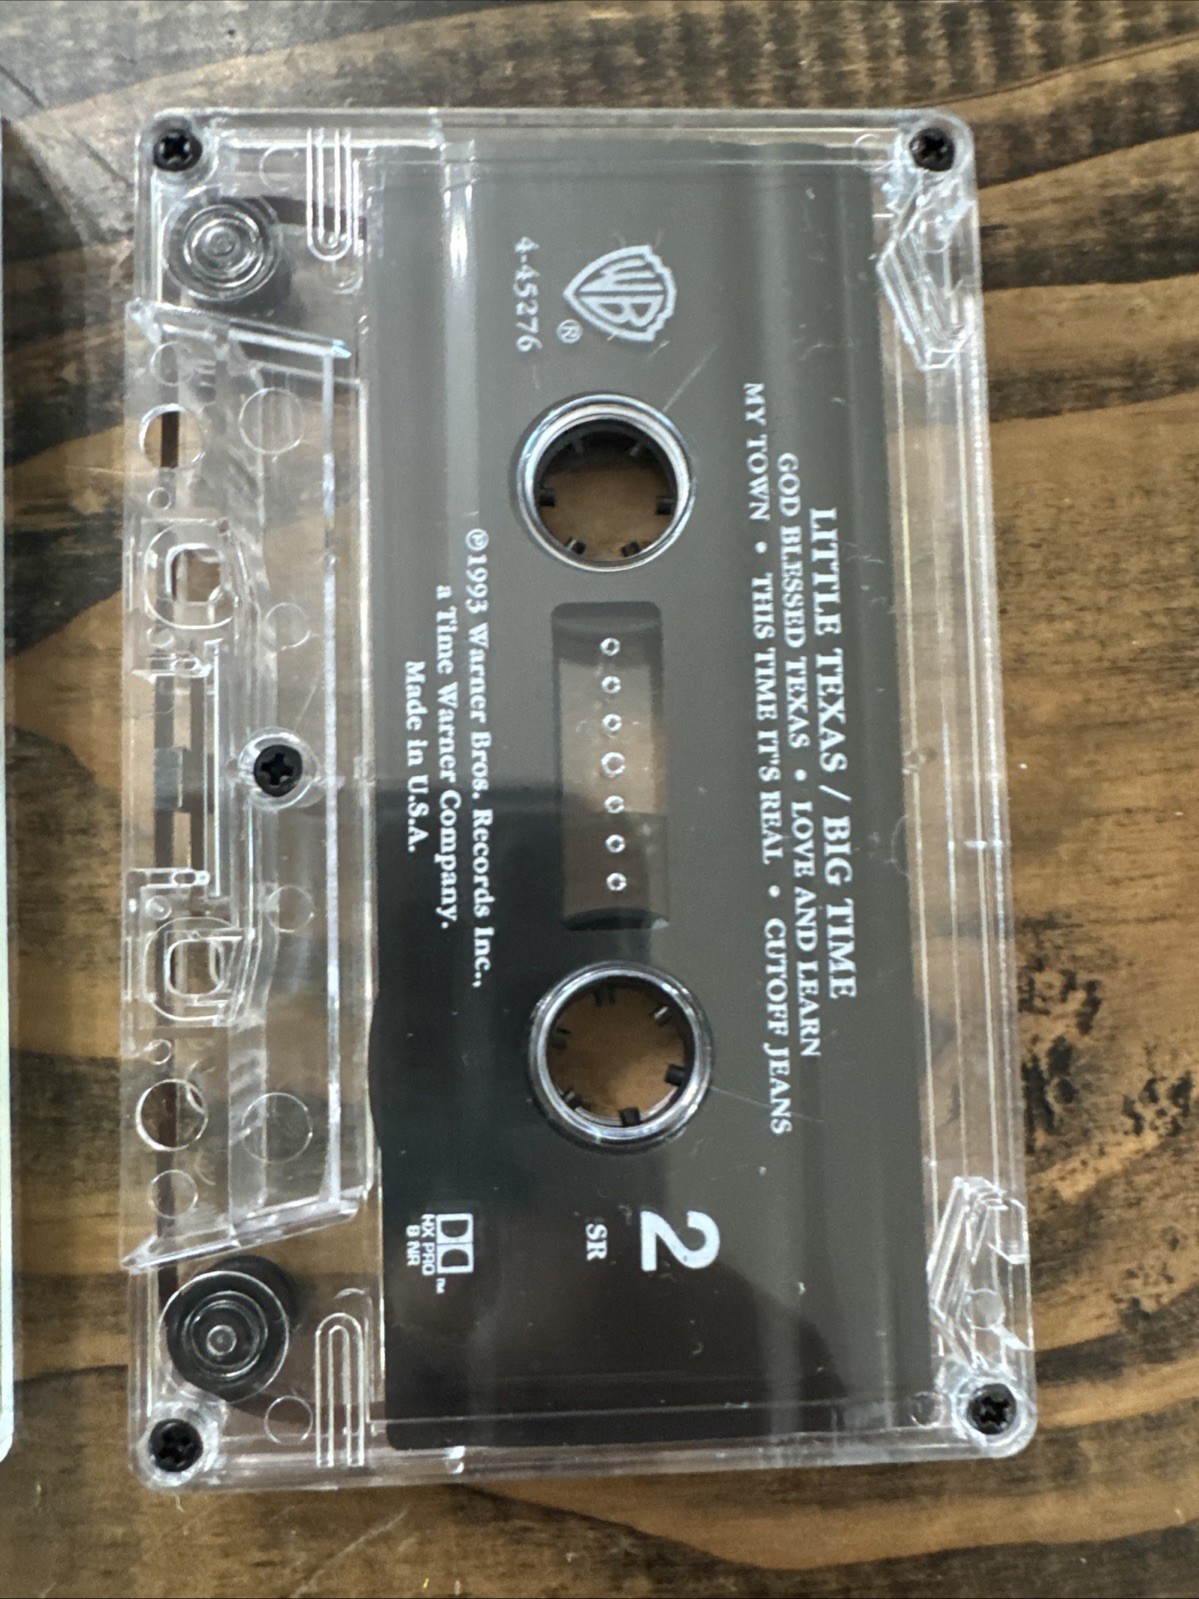 LITTLE TEXAS / BIG TIME
GOD BLESSED TEXAS • LOVE AND LEARN
MY TOWN • THIS TIME IT'S REAL • CUTOFF JEANS
WB®
4-45276
2
SR
℗1993 Warner Bros. Records Inc.,
a Time Warner Company.
Made in U.S.A.
HX PRO
B NR
™